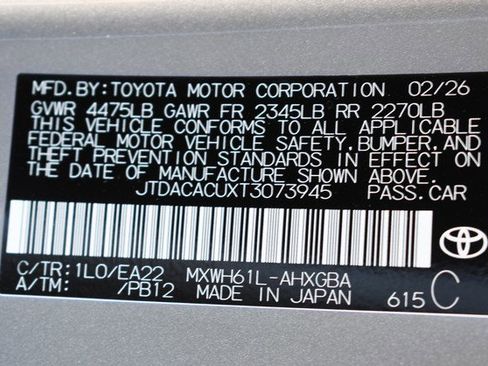 MFD. BY: TOYOTA MOTOR CORPORATION 02/26
GVWR 4475LB GAWR FR 2345LB RR 2270LB
THIS VEHICLE CONFORMS TO ALL APPLICABLE
FEDERAL MOTOR VEHICLE SAFETY, BUMPER, AND
THEFT PREVENTION STANDARDS IN EFFECT ON
THE DATE OF MANUFACTURE SHOWN ABOVE.
JTDACACUXT3073945 PASS. CAR
C/TR: 1L0/EA22 MXWH61L-AHXGBA
A/TM: /PB12 MADE IN JAPAN 615 C
TOYOTA